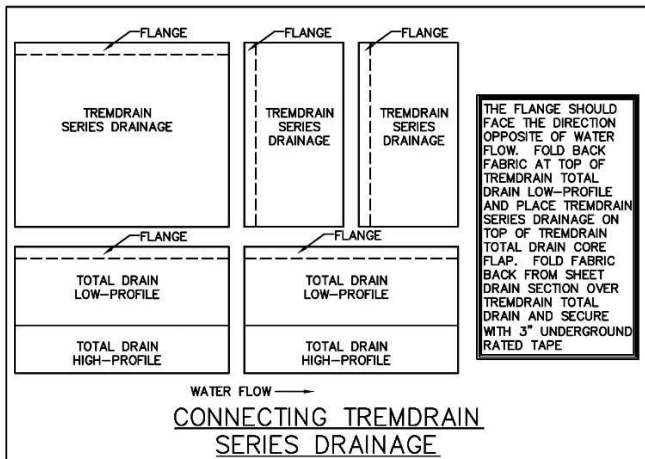 FLANGE
FLANGE
FLANGE
TREMDRAIN
SERIES DRAINAGE
TREMDRAIN
SERIES
DRAINAGE
TREMDRAIN
SERIES
DRAINAGE
FLANGE
FLANGE
TOTAL DRAIN
LOW-PROFILE
TOTAL DRAIN
LOW-PROFILE
TOTAL DRAIN
HIGH-PROFILE
TOTAL DRAIN
HIGH-PROFILE
THE FLANGE SHOULD
FACE THE DIRECTION
OPPOSITE OF WATER
FLOW. FOLD BACK
FABRIC AT TOP OF
TREMDRAIN TOTAL
DRAIN LOW-PROFILE
AND PLACE TREMDRAIN
SERIES DRAINAGE ON
TOP OF TREMDRAIN
TOTAL DRAIN CORE
FLAP. FOLD FABRIC
BACK FROM SHEET
DRAIN SECTION OVER
TREMDRAIN TOTAL
DRAIN AND SECURE
WITH 3" UNDERGROUND
RATED TAPE
WATER FLOW
CONNECTING TREMDRAIN
SERIES DRAINAGE